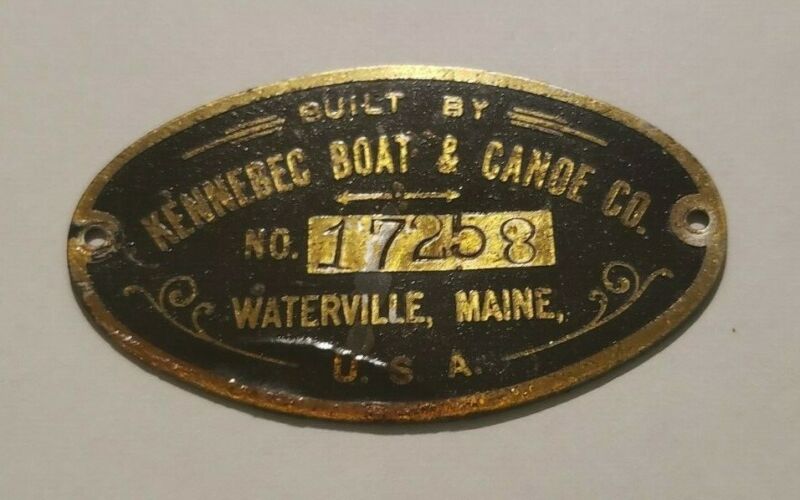 BUILT BY
KENNEBEC BOAT & CANOE CO.
NO. 17258
WATERVILLE, MAINE,
U. S. A.